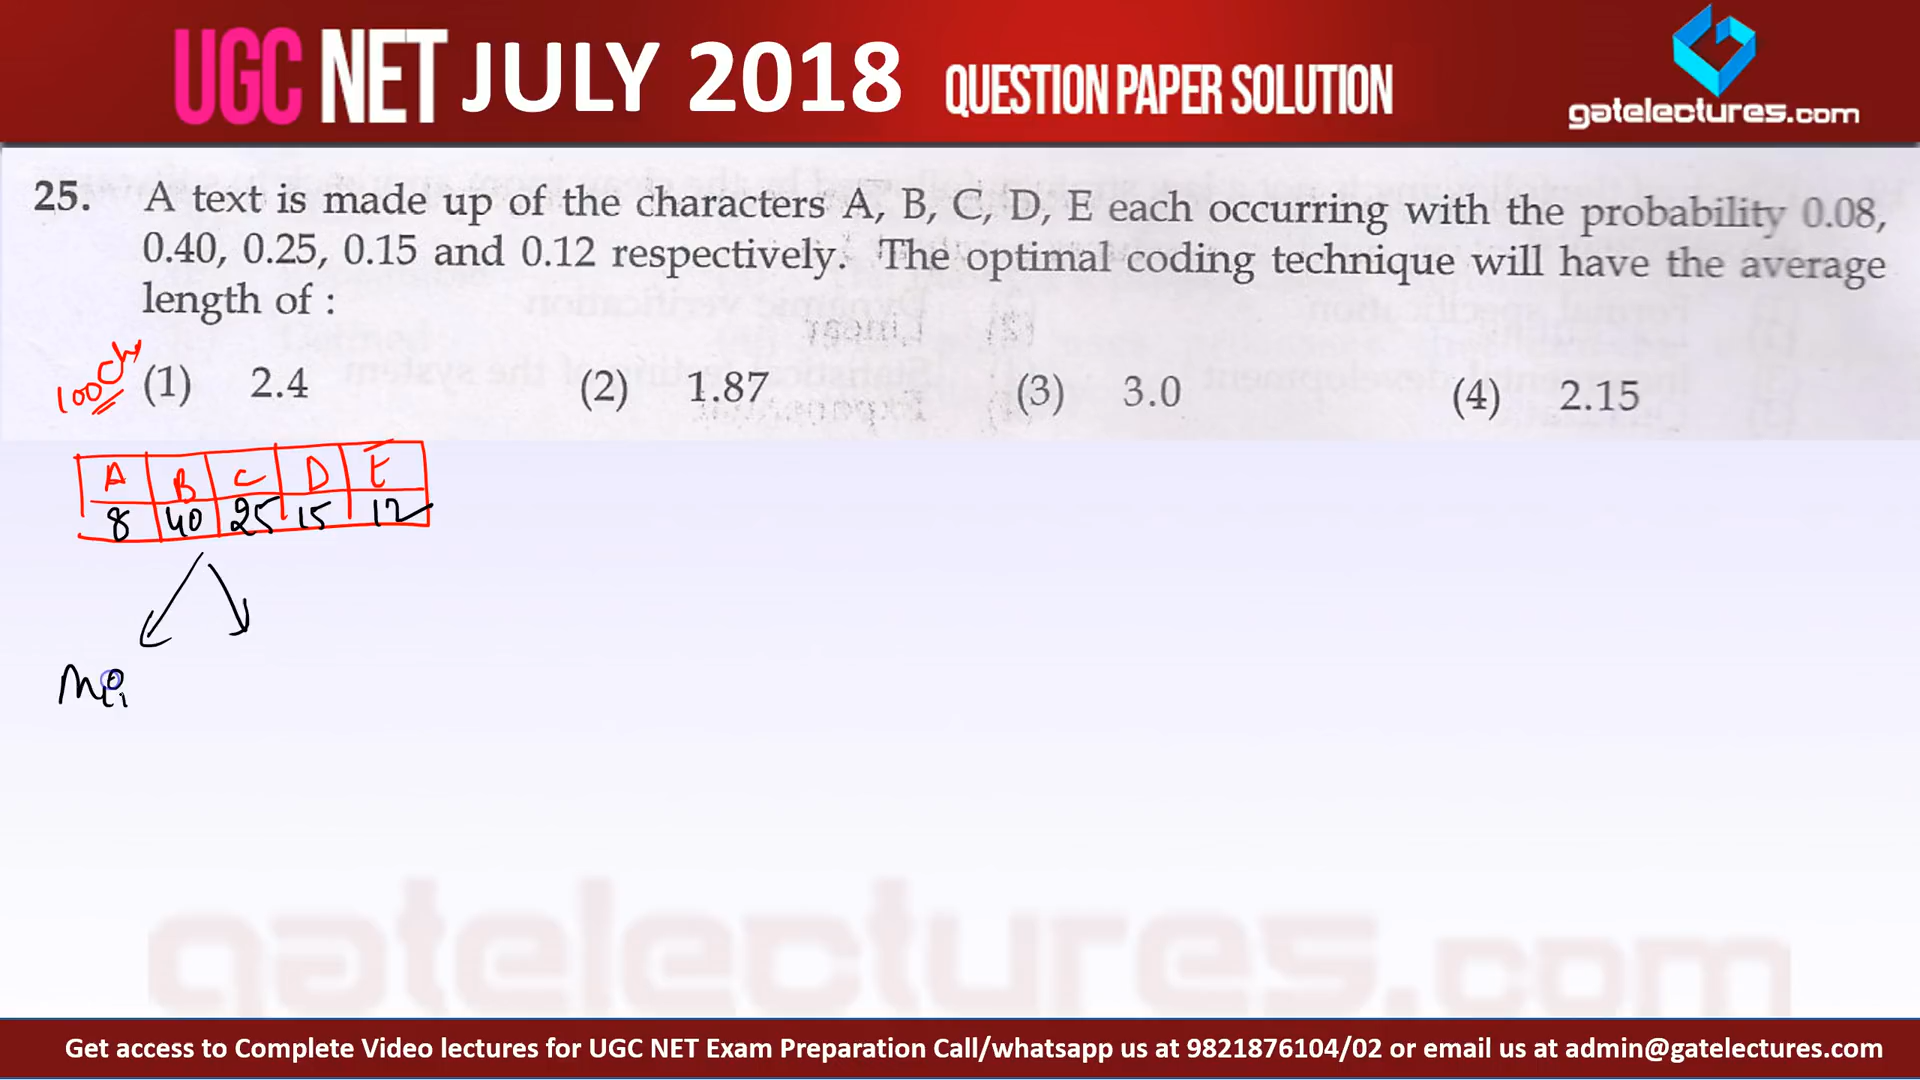 UGC NET JULY 2018 QUESTION PAPER SOLUTION
gatelectures.com
25. A text is made up of the characters A, B, C, D, E each occurring with the probability 0.08,
0.40, 0.25, 0.15 and 0.12 respectively. The optimal coding technique will have the average
length of :
100 Ch
(1) 2.4 (2) 1.87 (3) 3.0 (4) 2.15
A B C D E
8 40 25 15 12
gatelectures.com
Get access to Complete Video lectures for UGC NET Exam Preparation Call/whatsapp us at 9821876104/02 or email us at admin@gatelectures.com